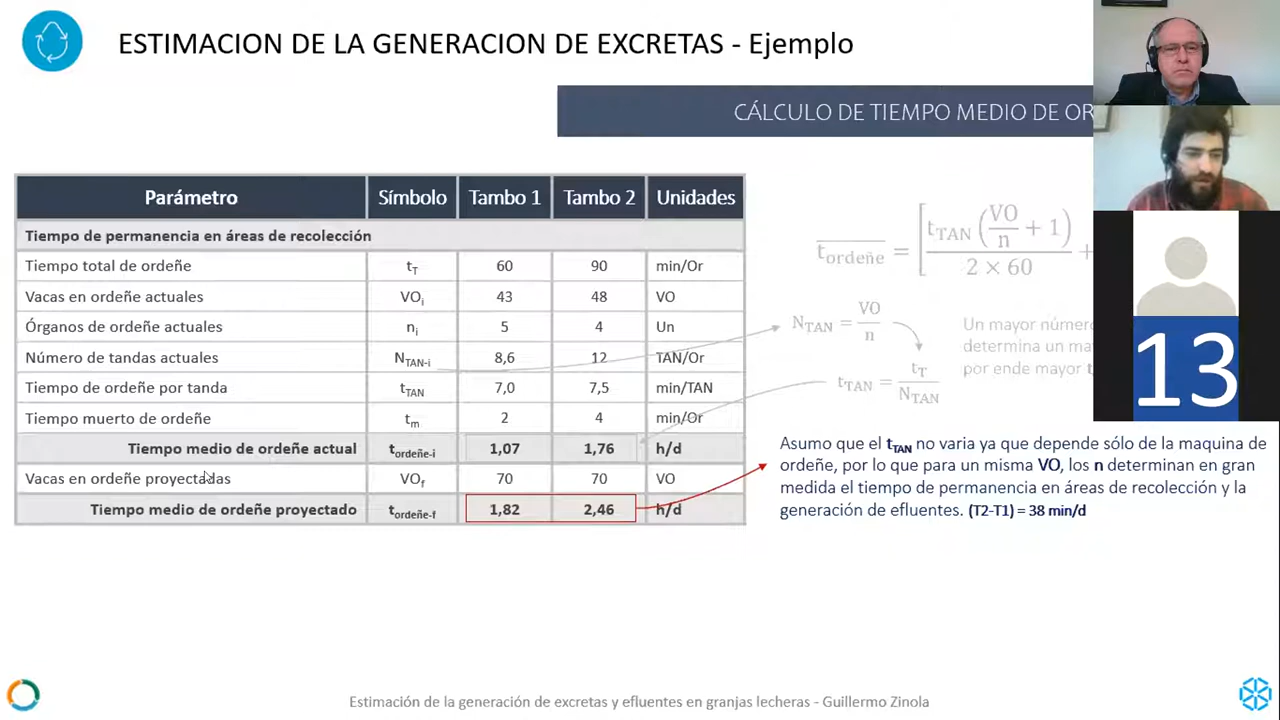 ESTIMACION DE LA GENERACION DE EXCRETAS - Ejemplo
CÁLCULO DE TIEMPO MEDIO DE OR
Parámetro Símbolo Tambo 1 Tambo 2 Unidades
Tiempo de permanencia en áreas de recolección
Tiempo total de ordeñe tT 60 90 min/Or
Vacas en ordeñe actuales VOi 43 48 VO
Órganos de ordeñe actuales ni 5 4 Un
Número de tandas actuales NTAN-i 8,6 12 TAN/Or
Tiempo de ordeñe por tanda tTAN 7,0 7,5 min/TAN
Tiempo muerto de ordeñe tm 2 4 min/Or
Tiempo medio de ordeñe actual tordeñe-i 1,07 1,76 h/d
Vacas en ordeñe proyectadas VOf 70 70 VO
Tiempo medio de ordeñe proyectado tordeñe-f 1,82 2,46 h/d
tordeñe = [ tTAN (VO/n + 1) / 2 × 60 +
NTAN = VO/n
tTAN = tT/NTAN
Un mayor númer
determina un ma
por ende mayor t
13
Asumo que el tTAN no varia ya que depende sólo de la maquina de
ordeñe, por lo que para un misma VO, los n determinan en gran
medida el tiempo de permanencia en áreas de recolección y la
generación de efluentes. (T2-T1) = 38 min/d
Estimación de la generación de excretas y efluentes en granjas lecheras - Guillermo Zinola